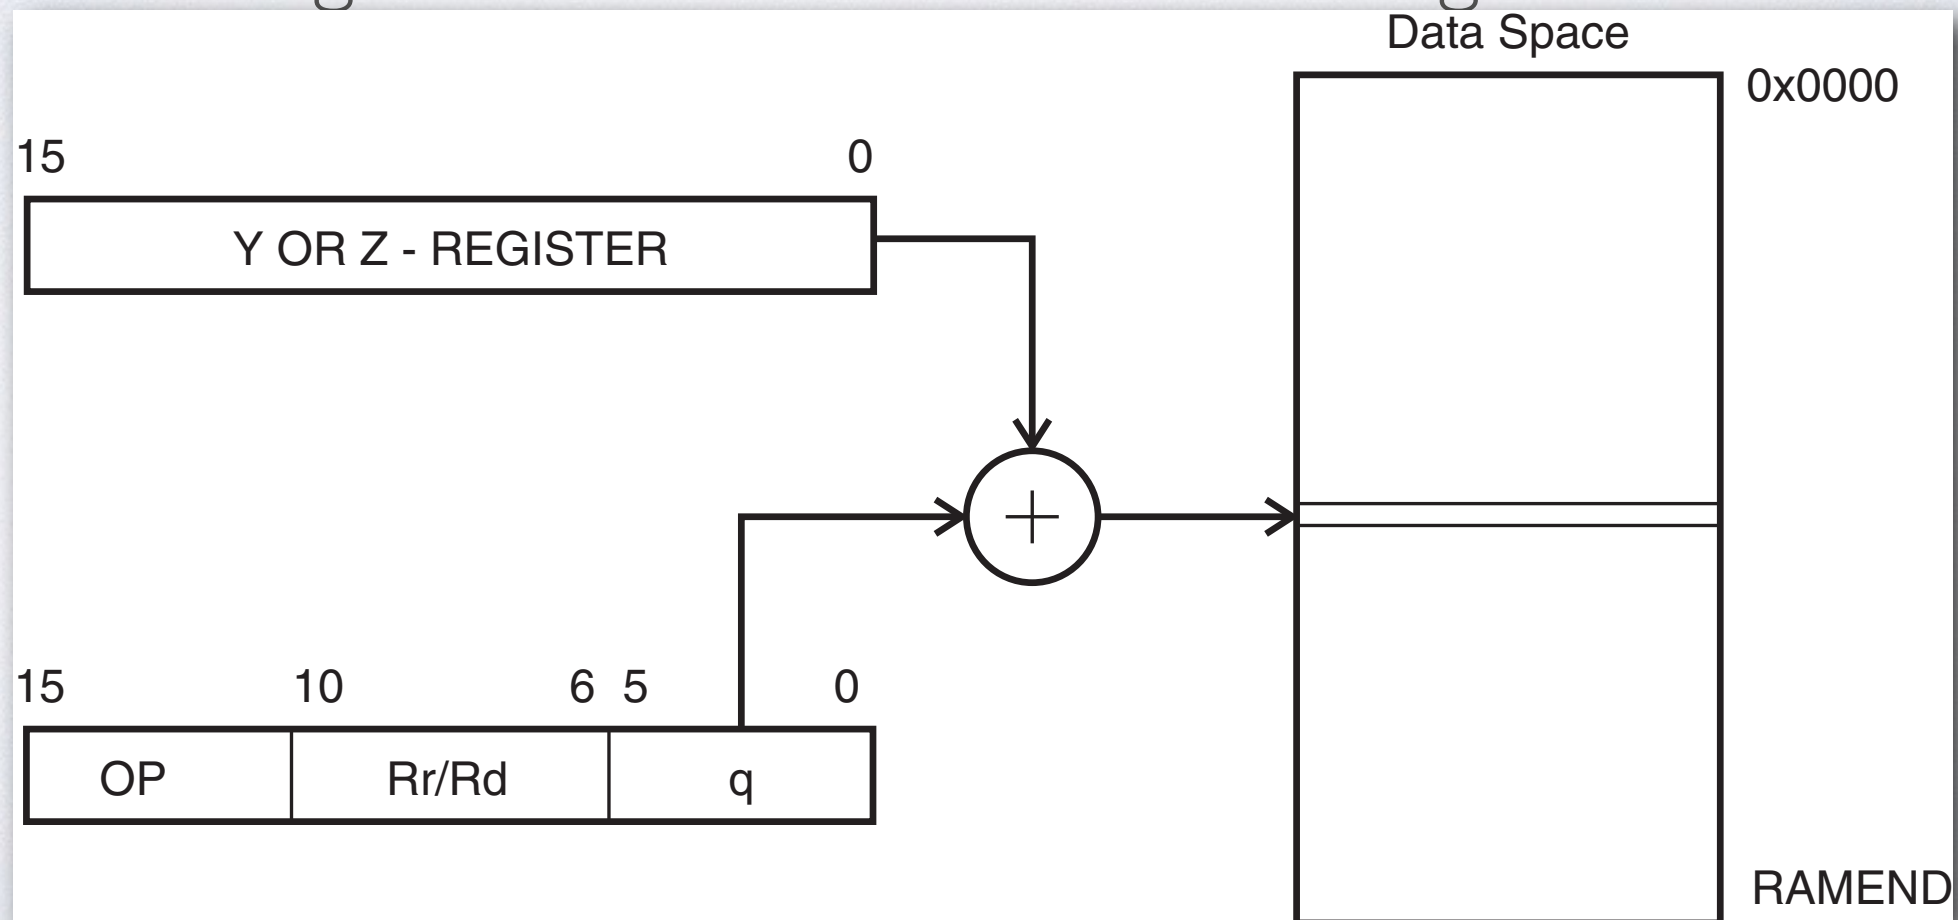 Data Space
0x0000
15 0
Y OR Z - REGISTER
15 10 6 5 0
OP Rr/Rd q
RAMEND